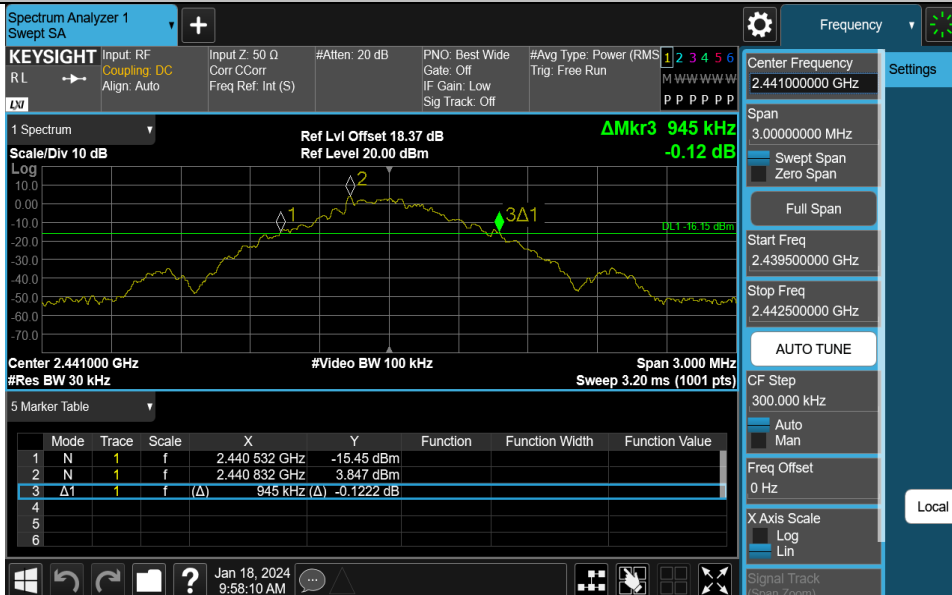 Spectrum Analyzer 1
Swept SA
+
Frequency
KEYSIGHT
RL
LXI
Input: RF
Coupling: DC
Align: Auto
Input Z: 50 Ω
Corr CCorr
Freq Ref: Int (S)
#Atten: 20 dB
PNO: Best Wide
Gate: Off
IF Gain: Low
Sig Track: Off
#Avg Type: Power (RMS
Trig: Free Run
1 2 3 4 5 6
M W W W W W
P P P P P P
1 Spectrum
Scale/Div 10 dB
Ref Lvl Offset 18.37 dB
Ref Level 20.00 dBm
ΔMkr3 945 kHz
-0.12 dB
Log
10.0
0.00
-10.0
-20.0
-30.0
-40.0
-50.0
-60.0
-70.0
1
2
3Δ1
DL1 -16.15 dBm
Center 2.441000 GHz
#Video BW 100 kHz
Span 3.000 MHz
#Res BW 30 kHz
Sweep 3.20 ms (1001 pts)
5 Marker Table
Mode Trace Scale X Y Function Function Width Function Value
1 N 1 f 2.440 532 GHz -15.45 dBm
2 N 1 f 2.440 832 GHz 3.847 dBm
3 Δ1 1 f (Δ) 945 kHz (Δ) -0.1222 dB
4
5
6
?
Jan 18, 2024
9:58:10 AM
Center Frequency
2.441000000 GHz
Span
3.00000000 MHz
Swept Span
Zero Span
Full Span
Start Freq
2.439500000 GHz
Stop Freq
2.442500000 GHz
AUTO TUNE
CF Step
300.000 kHz
Auto
Man
Freq Offset
0 Hz
X Axis Scale
Log
Lin
Signal Track
(Span Zoom)
Settings
Local